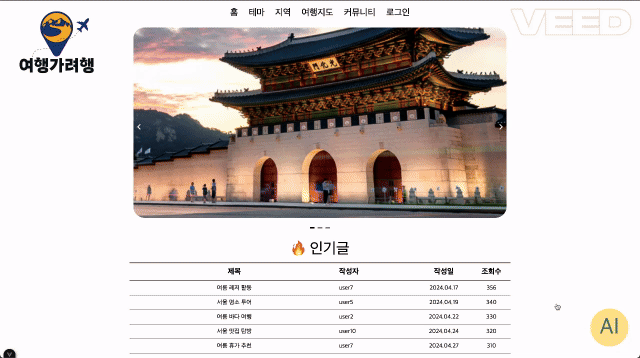 홈 테마 지역 여행지도 커뮤니티 로그인
VEED
여행가려행
門化光
인기글
제목 작성자 작성일 조회수
여름 레저 활동 user7 2024.04.17 356
서울 명소 투어 user5 2024.04.19 340
여름 바다 여행 user2 2024.04.22 330
서울 맛집 탐방 user10 2024.04.24 320
여름 휴가 추천 user7 2024.04.27 310
AI